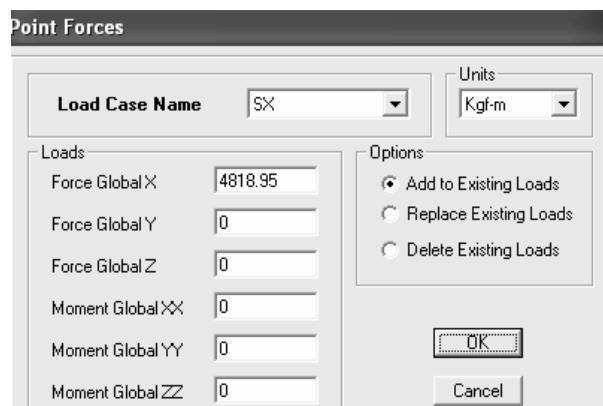 Point Forces
Load Case Name SX
Units
Kgf-m
Loads
Force Global X 4818.95
Force Global Y 0
Force Global Z 0
Moment Global XX 0
Moment Global YY 0
Moment Global ZZ 0
Options
Add to Existing Loads
Replace Existing Loads
Delete Existing Loads
OK
Cancel